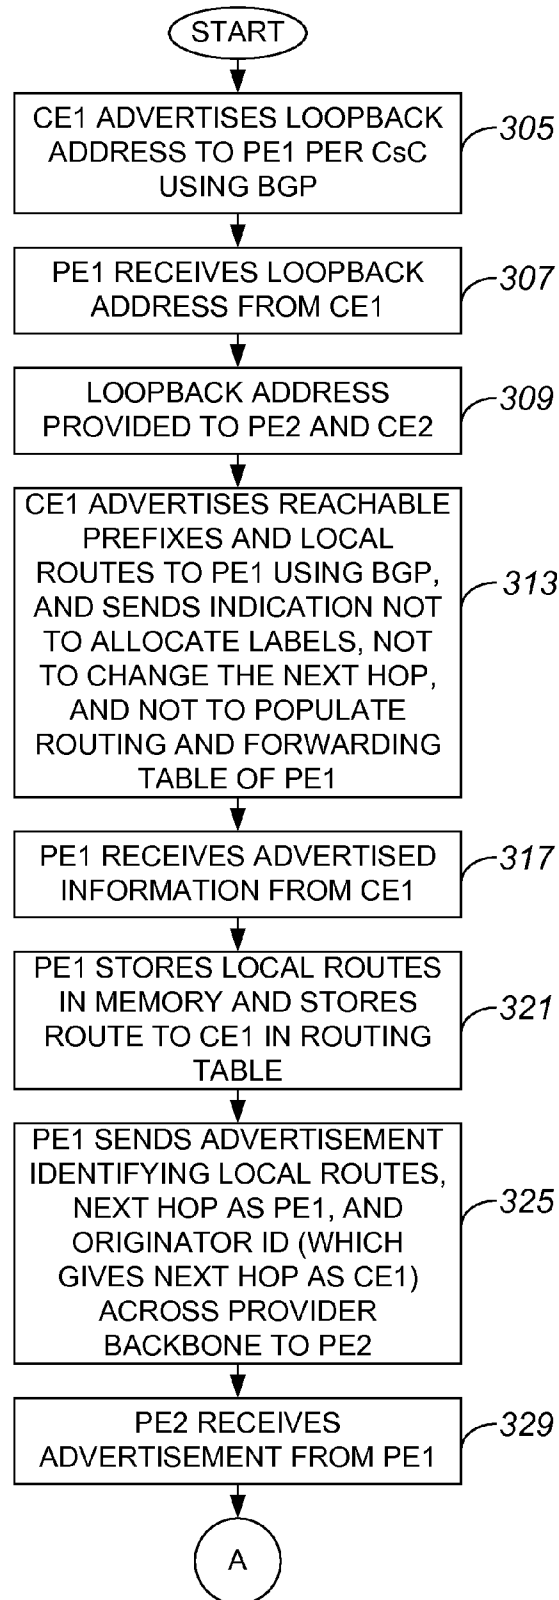 START
CE1 ADVERTISES LOOPBACK
ADDRESS TO PE1 PER CsC
USING BGP
305
PE1 RECEIVES LOOPBACK
ADDRESS FROM CE1
307
LOOPBACK ADDRESS
PROVIDED TO PE2 AND CE2
309
CE1 ADVERTISES REACHABLE
PREFIXES AND LOCAL
ROUTES TO PE1 USING BGP,
AND SENDS INDICATION NOT
TO ALLOCATE LABELS, NOT
TO CHANGE THE NEXT HOP,
AND NOT TO POPULATE
ROUTING AND FORWARDING
TABLE OF PE1
313
PE1 RECEIVES ADVERTISED
INFORMATION FROM CE1
317
PE1 STORES LOCAL ROUTES
IN MEMORY AND STORES
ROUTE TO CE1 IN ROUTING
TABLE
321
PE1 SENDS ADVERTISEMENT
IDENTIFYING LOCAL ROUTES,
NEXT HOP AS PE1, AND
ORIGINATOR ID (WHICH
GIVES NEXT HOP AS CE1)
ACROSS PROVIDER
BACKBONE TO PE2
325
PE2 RECEIVES
ADVERTISEMENT FROM PE1
329
A